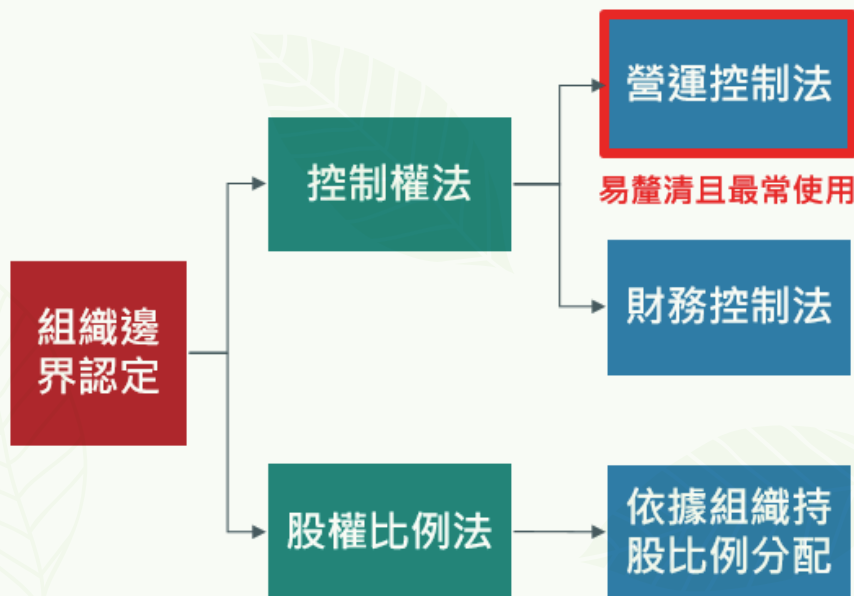 營運控制法
控制權法
易釐清且最常使用
組織邊
界認定
財務控制法
股權比例法
依據組織持
股比例分配